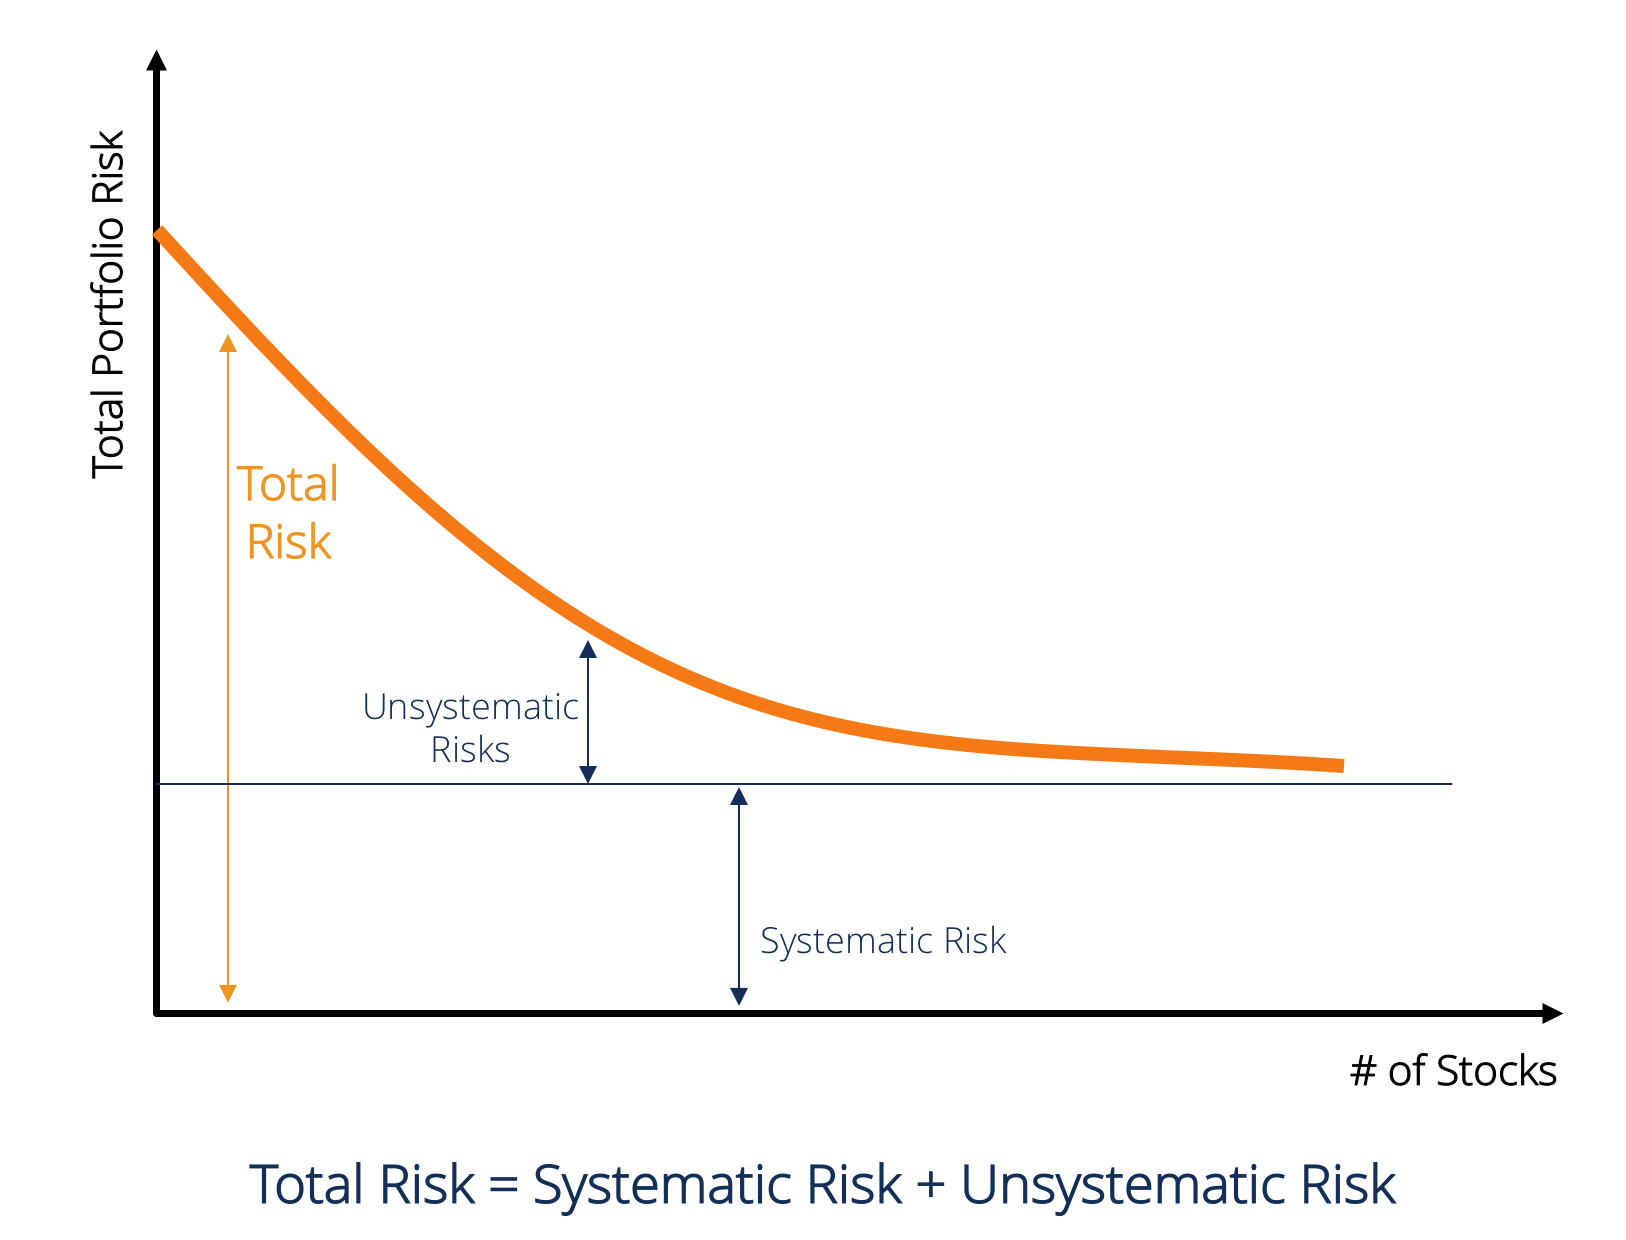 Total Portfolio Risk
Total
Risk
Unsystematic
Risks
Systematic Risk
# of Stocks
Total Risk = Systematic Risk + Unsystematic Risk